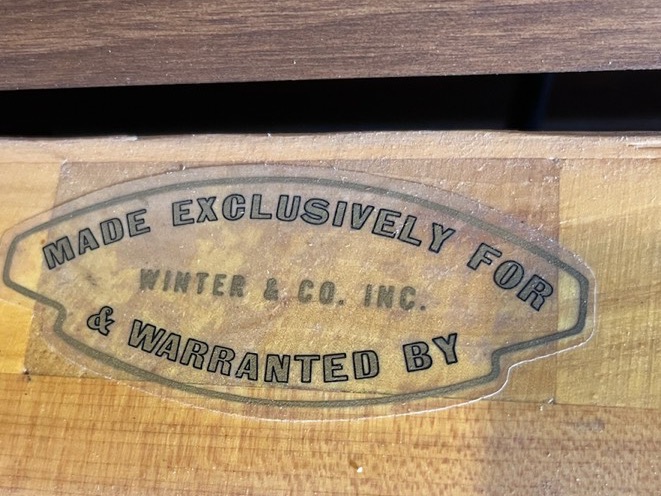 MADE EXCLUSIVELY FOR
WINTER & CO. INC.
& WARRANTED BY